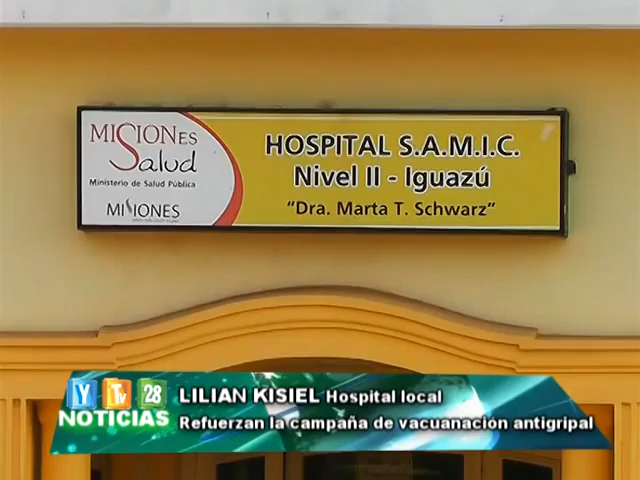 MISIONES
Salud
Ministerio de Salud Pública
MISIONES
HOSPITAL S.A.M.I.C.
Nivel II - Iguazú
“Dra. Marta T. Schwarz”
Y Tv 28
NOTICIAS
LILIAN KISIEL Hospital local
Refuerzan la campaña de vacuanación antigripal